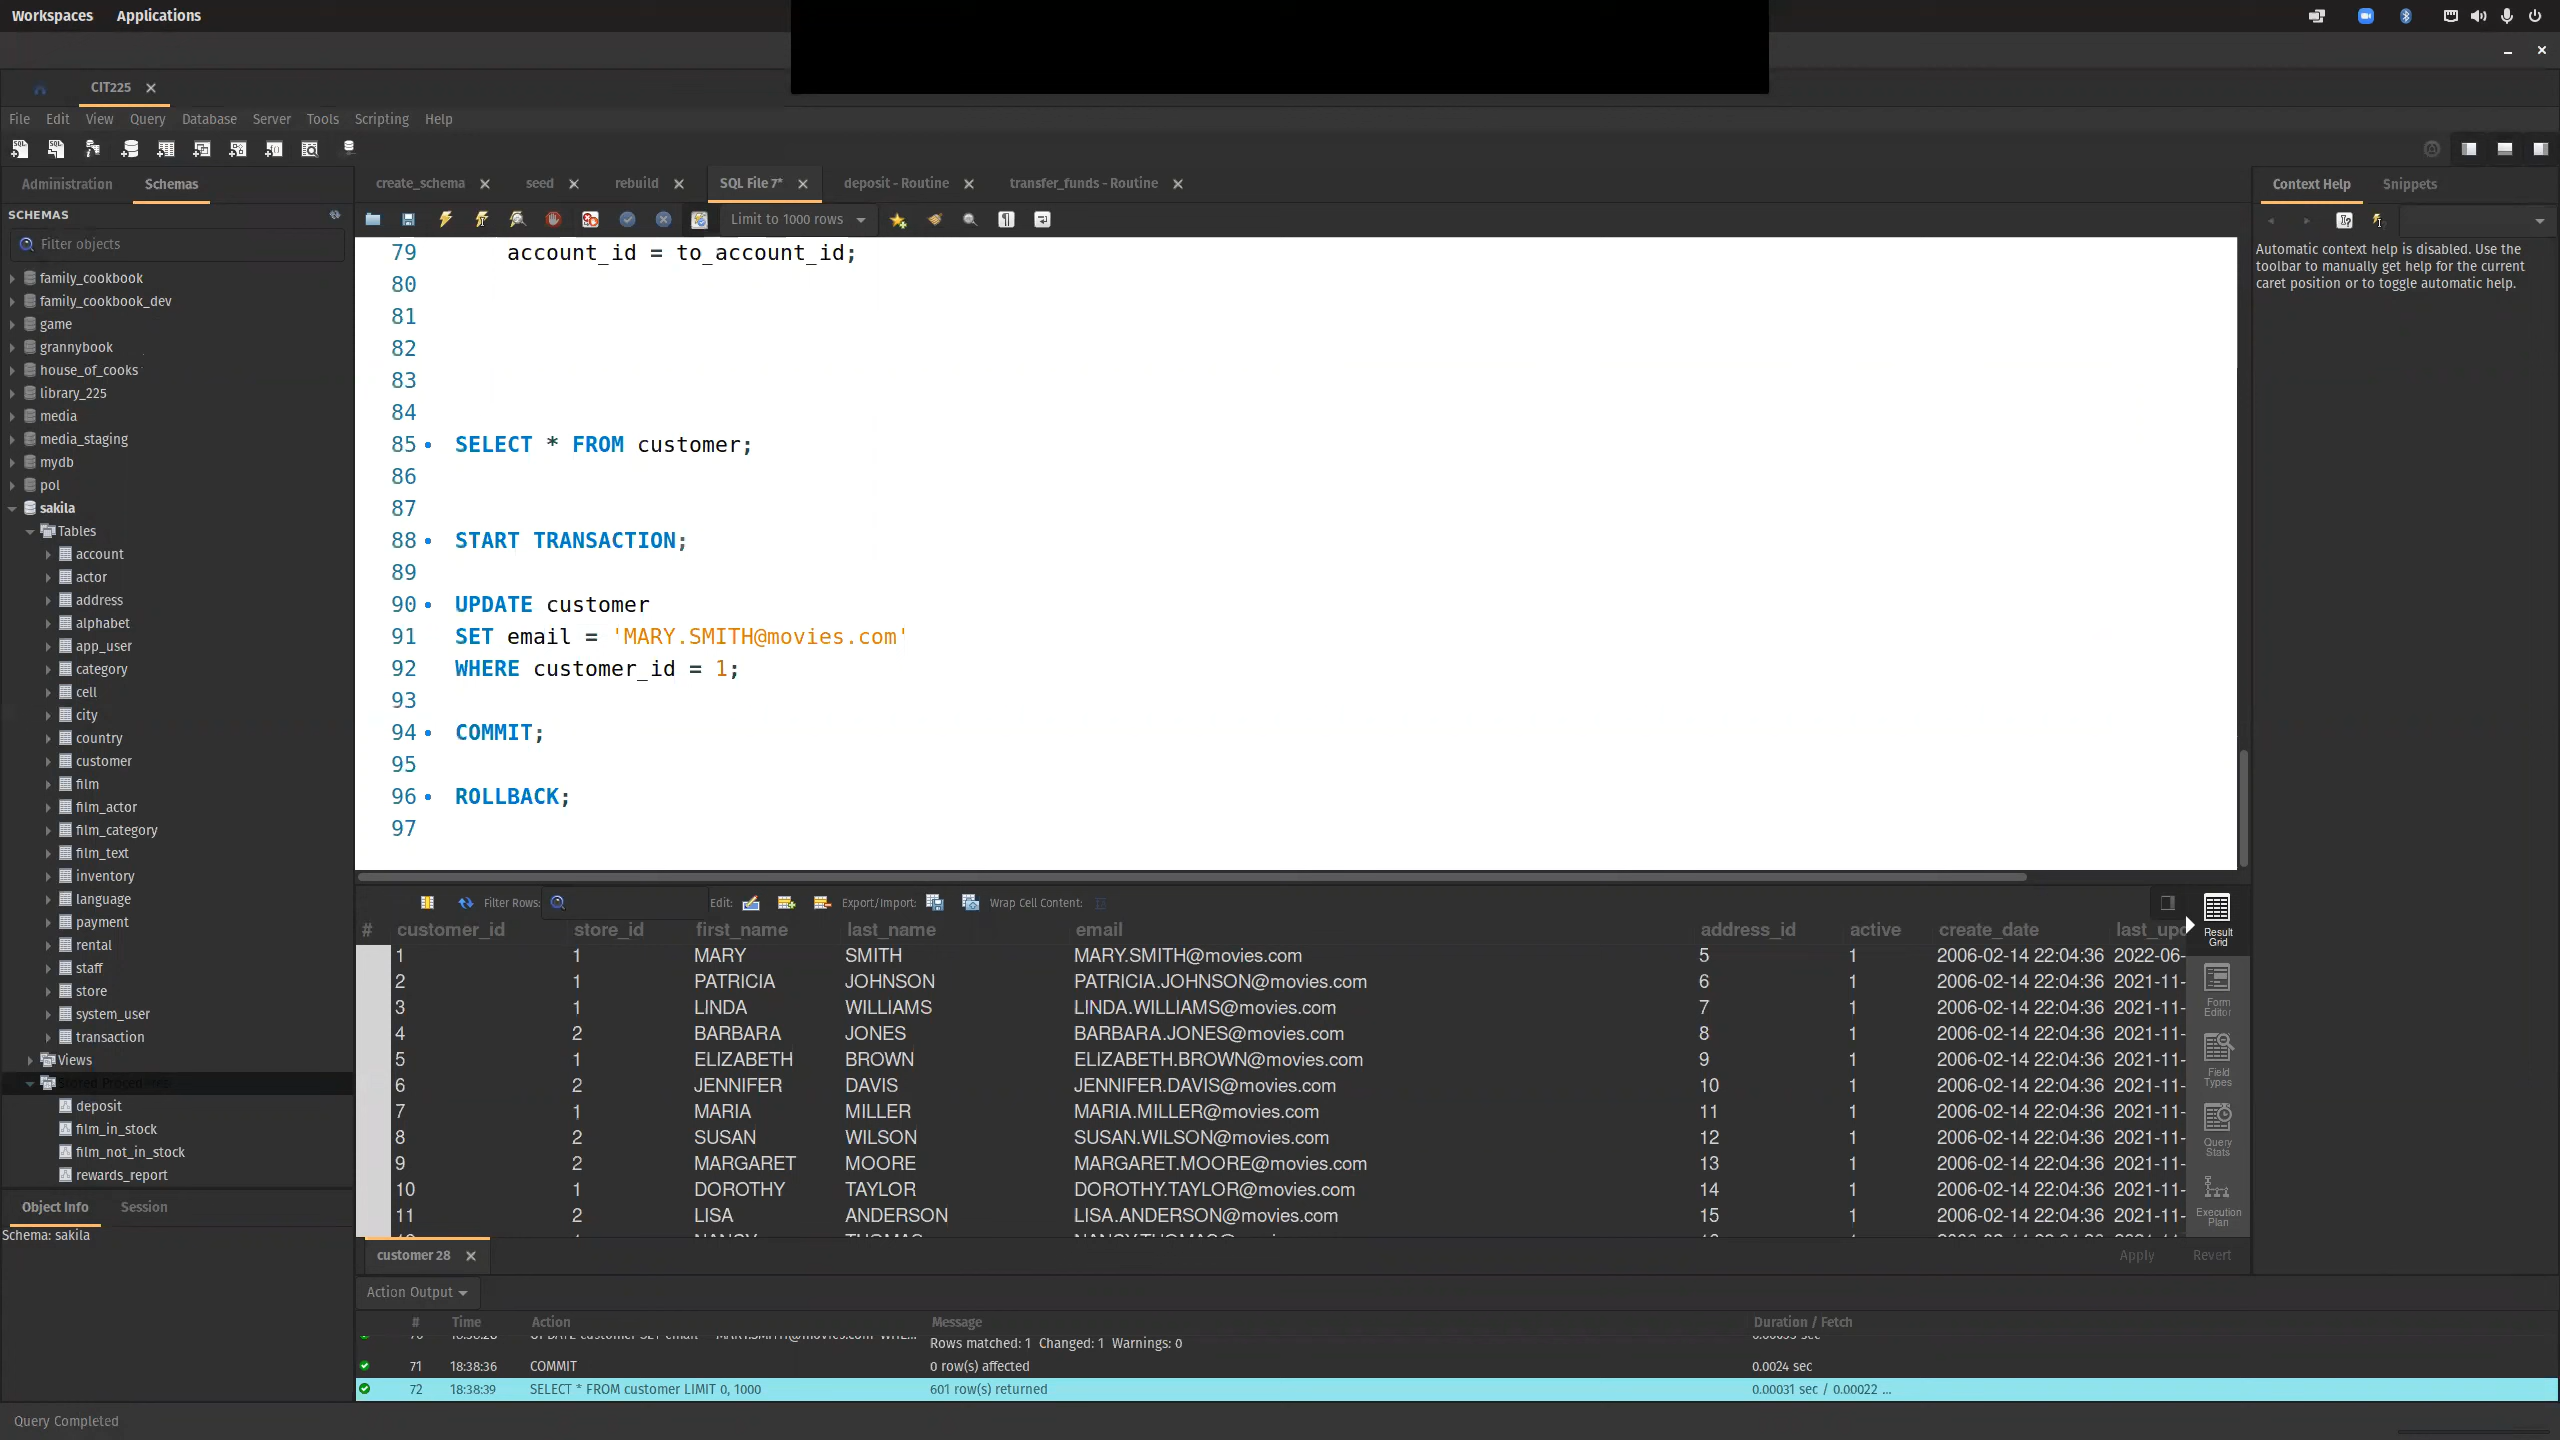 Workspaces Applications
CIT225
File Edit View Query Database Server Tools Scripting Help
Administration Schemas
create_schema seed rebuild SQL File 7* deposit - Routine transfer_funds - Routine
Context Help Snippets
SCHEMAS
Limit to 1000 rows
Filter objects
Automatic context help is disabled. Use the
toolbar to manually get help for the current
caret position or to toggle automatic help.
family_cookbook
family_cookbook_dev
game
grannybook
house_of_cooks
library_225
media
media_staging
mydb
pol
sakila
Tables
account
actor
address
alphabet
app_user
category
cell
city
country
customer
film
film_actor
film_category
film_text
inventory
language
payment
rental
staff
store
system_user
transaction
Views
deposit
film_in_stock
film_not_in_stock
rewards_report
Object Info Session
Schema: sakila
79 account_id = to_account_id;
80
81
82
83
84
85 SELECT * FROM customer;
86
87
88 START TRANSACTION;
89
90 UPDATE customer
91 SET email = 'MARY.SMITH@movies.com'
92 WHERE customer_id = 1;
93
94 COMMIT;
95
96 ROLLBACK;
97
Filter Rows: Edit: Export/Import: Wrap Cell Content:
# customer_id store_id first_name last_name email address_id active create_date last_upd
1 1 MARY SMITH MARY.SMITH@movies.com 5 1 2006-02-14 22:04:36 2022-06-
2 1 PATRICIA JOHNSON PATRICIA.JOHNSON@movies.com 6 1 2006-02-14 22:04:36 2021-11-
3 1 LINDA WILLIAMS LINDA.WILLIAMS@movies.com 7 1 2006-02-14 22:04:36 2021-11-
4 2 BARBARA JONES BARBARA.JONES@movies.com 8 1 2006-02-14 22:04:36 2021-11-
5 1 ELIZABETH BROWN ELIZABETH.BROWN@movies.com 9 1 2006-02-14 22:04:36 2021-11-
6 2 JENNIFER DAVIS JENNIFER.DAVIS@movies.com 10 1 2006-02-14 22:04:36 2021-11-
7 1 MARIA MILLER MARIA.MILLER@movies.com 11 1 2006-02-14 22:04:36 2021-11-
8 2 SUSAN WILSON SUSAN.WILSON@movies.com 12 1 2006-02-14 22:04:36 2021-11-
9 2 MARGARET MOORE MARGARET.MOORE@movies.com 13 1 2006-02-14 22:04:36 2021-11-
10 1 DOROTHY TAYLOR DOROTHY.TAYLOR@movies.com 14 1 2006-02-14 22:04:36 2021-11-
11 2 LISA ANDERSON LISA.ANDERSON@movies.com 15 1 2006-02-14 22:04:36 2021-11-
Result
Grid
Form
Editor
Field
Types
Query
Stats
Execution
Plan
customer 28 Apply Revert
Action Output
# Time Action Message Duration / Fetch
Rows matched: 1 Changed: 1 Warnings: 0
71 18:38:36 COMMIT 0 row(s) affected 0.0024 sec
72 18:38:39 SELECT * FROM customer LIMIT 0, 1000 601 row(s) returned 0.00031 sec / 0.00022 ...
Query Completed